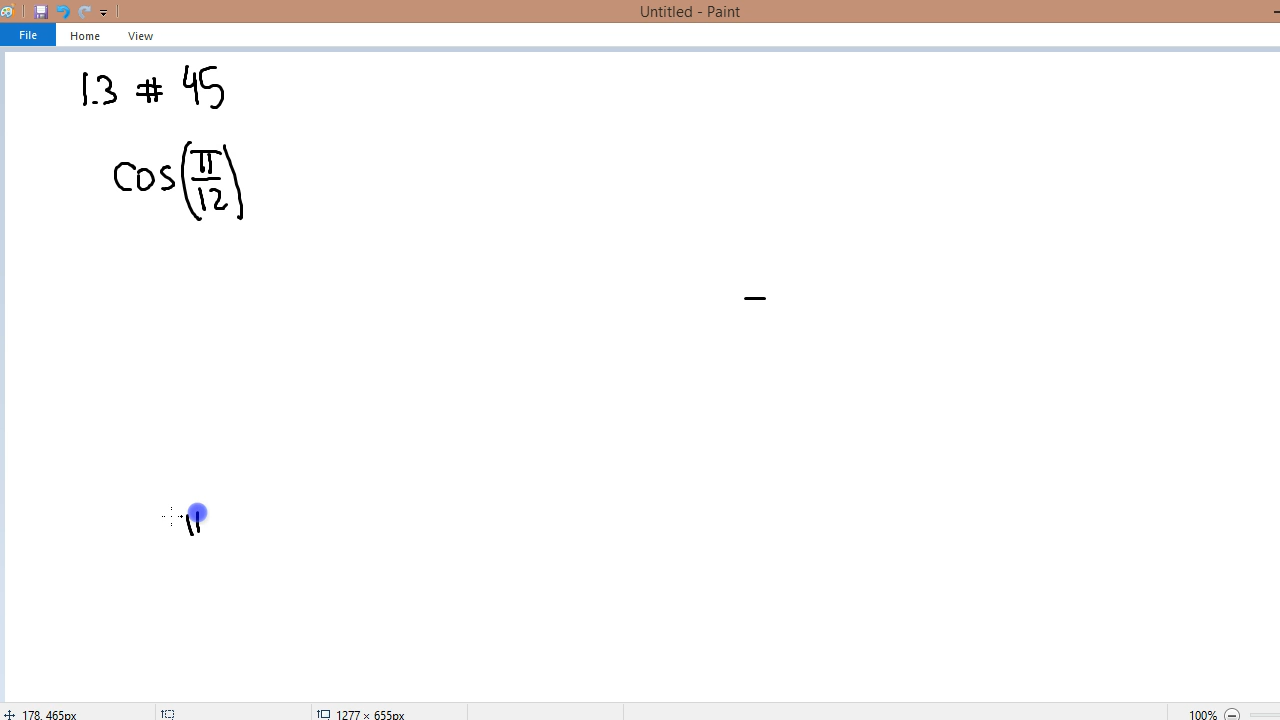 Untitled - Paint
File Home View
1.3 # 45
cos(π/12)
178, 465px 1277 × 655px 100%